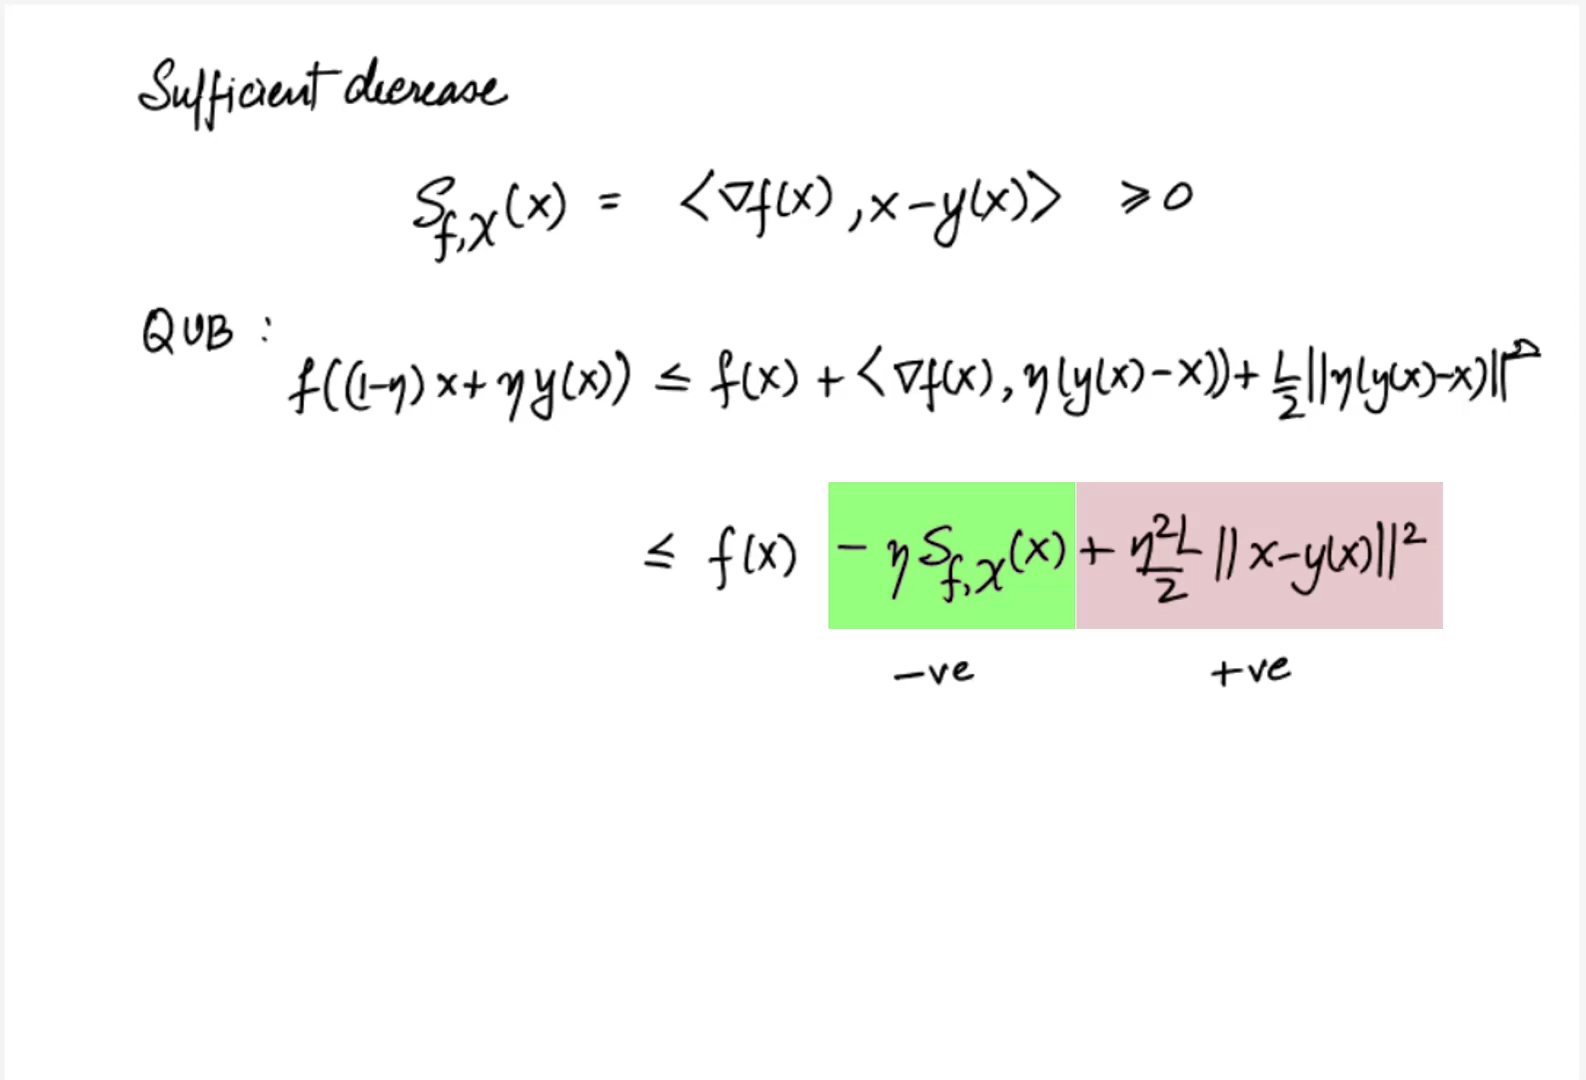 Sufficient decrease
S_{f,X}(x) = <∇f(x), x-y(x)> ≥ 0
QUB :
f((1-η)x + ηy(x)) ≤ f(x) + <∇f(x), η(y(x)-x)) + L/2 ||η(y(x)-x)||²
≤ f(x) - ηS_{f,X}(x) + η²L/2 ||x-y(x)||²
-ve +ve